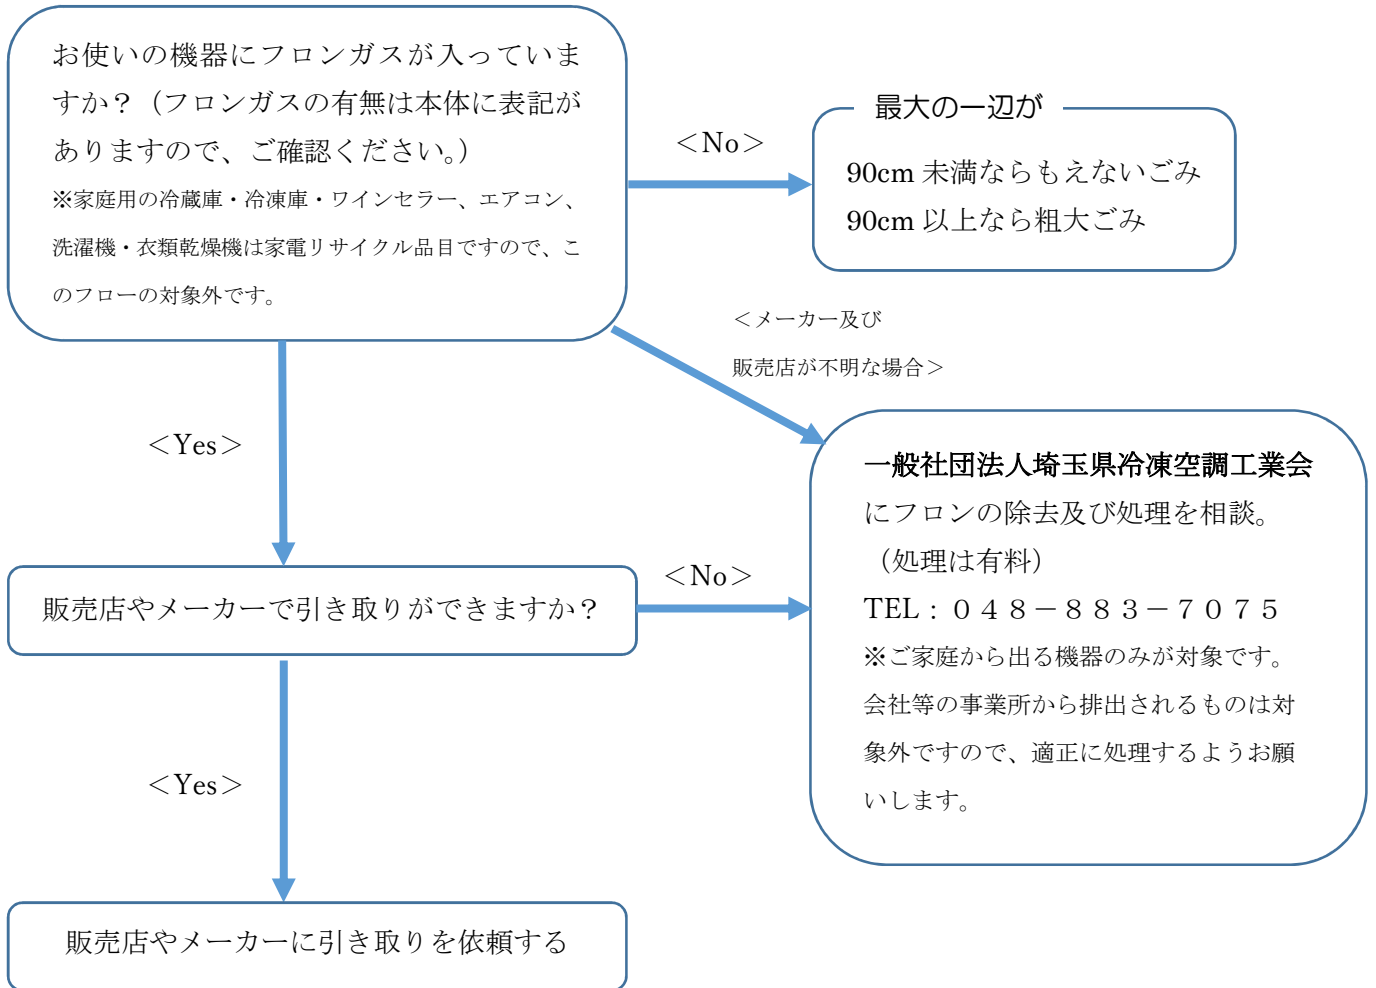 お使いの機器にフロンガスが入っていま
すか？（フロンガスの有無は本体に表記が
ありますので、ご確認ください。）
※家庭用の冷蔵庫・冷凍庫・ワインセラー、エアコン、
洗濯機・衣類乾燥機は家電リサイクル品目ですので、こ
のフローの対象外です。
＜No＞
最大の一辺が
90cm 未満ならもえないごみ
90cm 以上なら粗大ごみ
＜メーカー及び
販売店が不明な場合＞
＜Yes＞
一般社団法人埼玉県冷凍空調工業会
にフロンの除去及び処理を相談。
（処理は有料）
TEL：０４８－８８３－７０７５
※ご家庭から出る機器のみが対象です。
会社等の事業所から排出されるものは対
象外ですので、適正に処理するようお願
いします。
販売店やメーカーで引き取りができますか？
＜No＞
＜Yes＞
販売店やメーカーに引き取りを依頼する